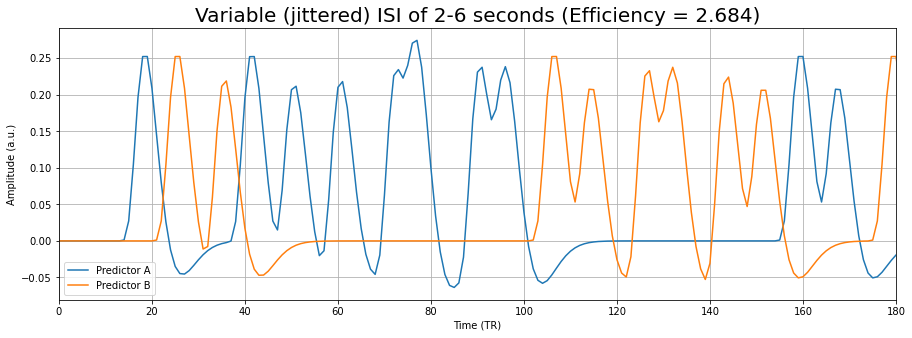 Variable (jittered) ISI of 2-6 seconds (Efficiency = 2.684)
Amplitude (a.u.)
0.25
0.20
0.15
0.10
0.05
0.00
−0.05
Predictor A
Predictor B
0 20 40 60 80 100 120 140 160 180
Time (TR)